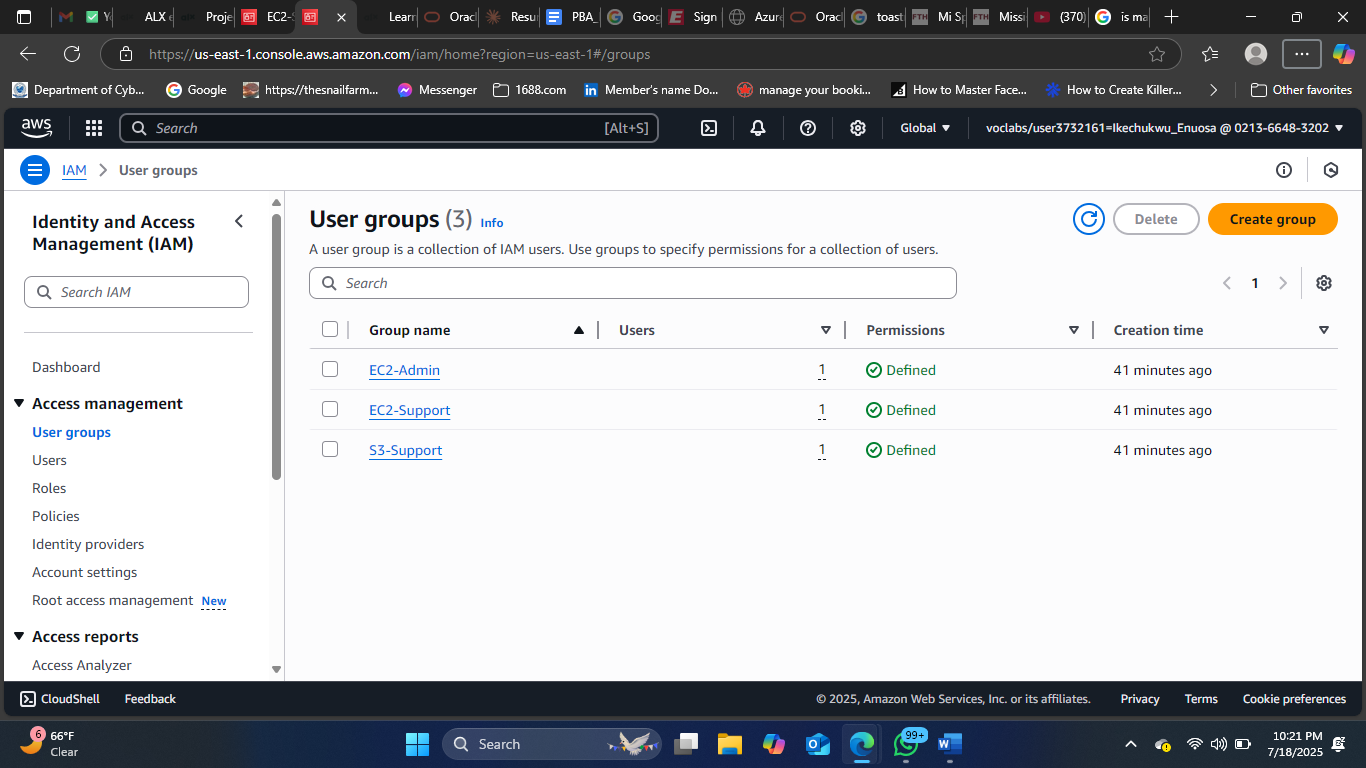 ALX
Proje
EC2-S
Learn
Oracl
Resu
PBA_
Goog
Sign
Azure
Oracl
toast
Mi Sp
Missi
(370)
is ma
https://us-east-1.console.aws.amazon.com/iam/home?region=us-east-1#/groups
Department of Cyb...
Google
https://thesnailfarm...
Messenger
1688.com
Member's name Do...
manage your booki...
How to Master Face...
How to Create Killer...
Other favorites
aws
Search
[Alt+S]
Global
voclabs/user3732161=Ikechukwu_Enuosa @ 0213-6648-3202
IAM
User groups
Identity and Access
Management (IAM)
Search IAM
Dashboard
Access management
User groups
Users
Roles
Policies
Identity providers
Account settings
Root access management New
Access reports
Access Analyzer
User groups (3) Info
Delete
Create group
A user group is a collection of IAM users. Use groups to specify permissions for a collection of users.
Search
1
Group name Users Permissions Creation time
EC2-Admin 1 Defined 41 minutes ago
EC2-Support 1 Defined 41 minutes ago
S3-Support 1 Defined 41 minutes ago
CloudShell
Feedback
© 2025, Amazon Web Services, Inc. or its affiliates.
Privacy
Terms
Cookie preferences
6
66°F
Clear
Search
99+
10:21 PM
7/18/2025